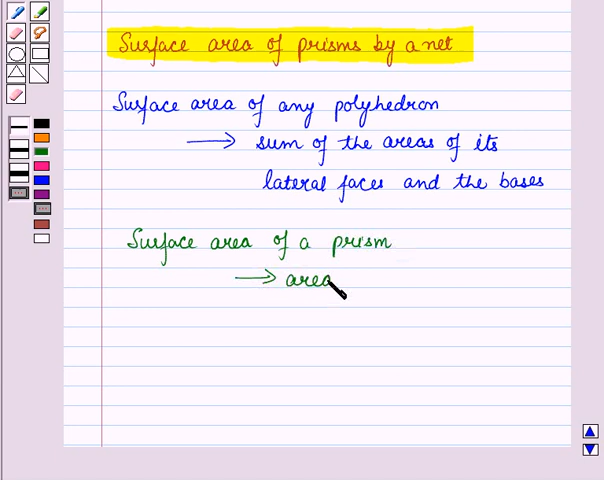 Surface area of prisms by a net
Surface area of any polyhedron
→ sum of the areas of its
lateral faces and the bases
Surface area of a prism
→ area